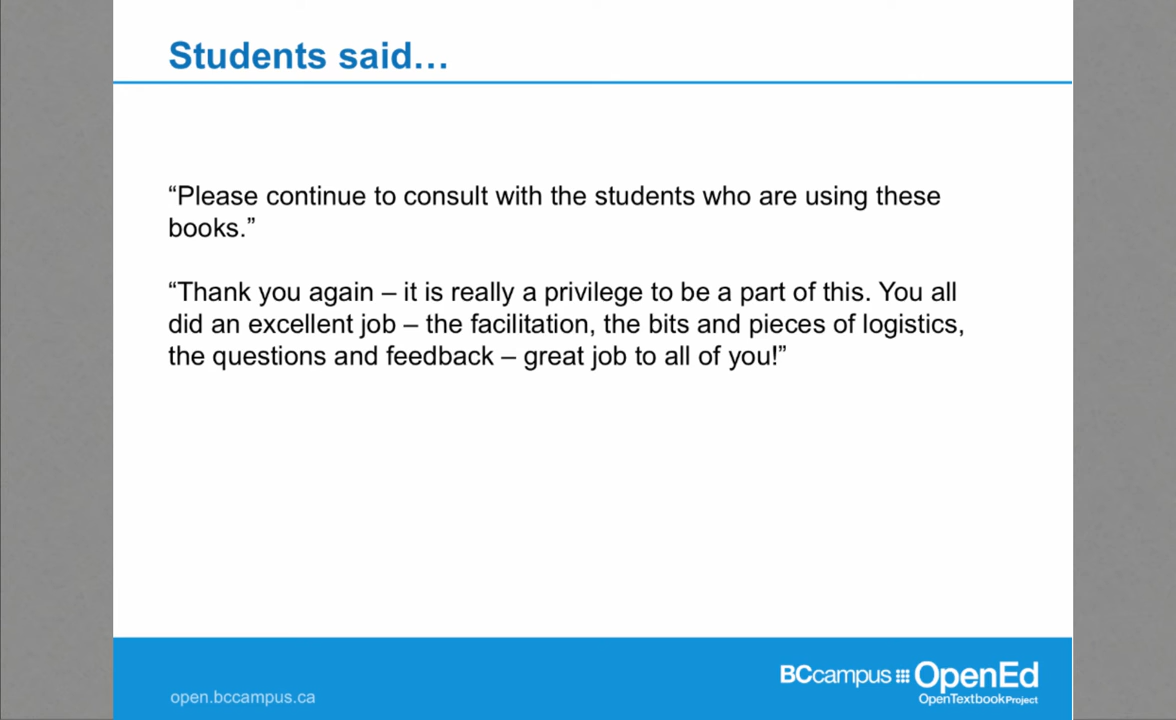 Students said…
“Please continue to consult with the students who are using these
books.”
“Thank you again – it is really a privilege to be a part of this. You all
did an excellent job – the facilitation, the bits and pieces of logistics,
the questions and feedback – great job to all of you!”
open.bccampus.ca
BCcampus OpenEd
OpenTextbookProject